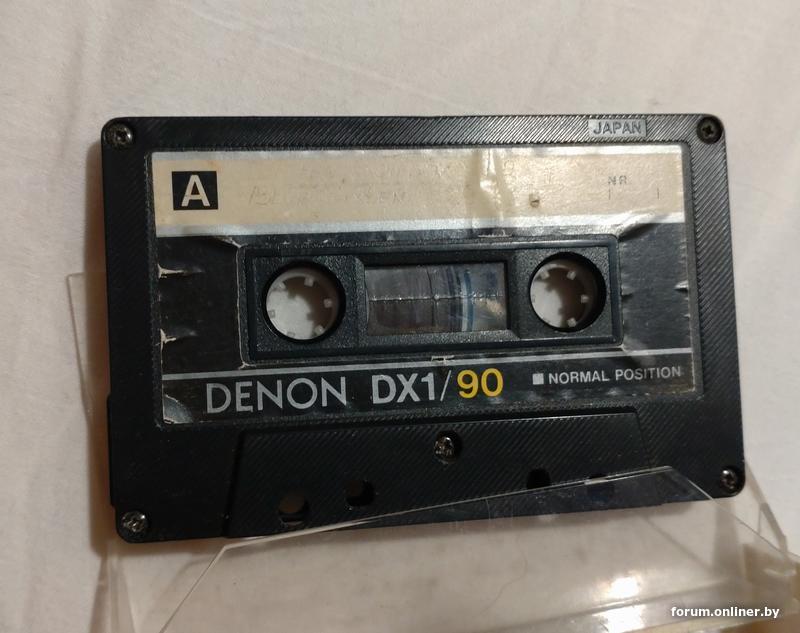 JAPAN
A
NR
DENON DX1/90 ■ NORMAL POSITION
forum.onliner.by